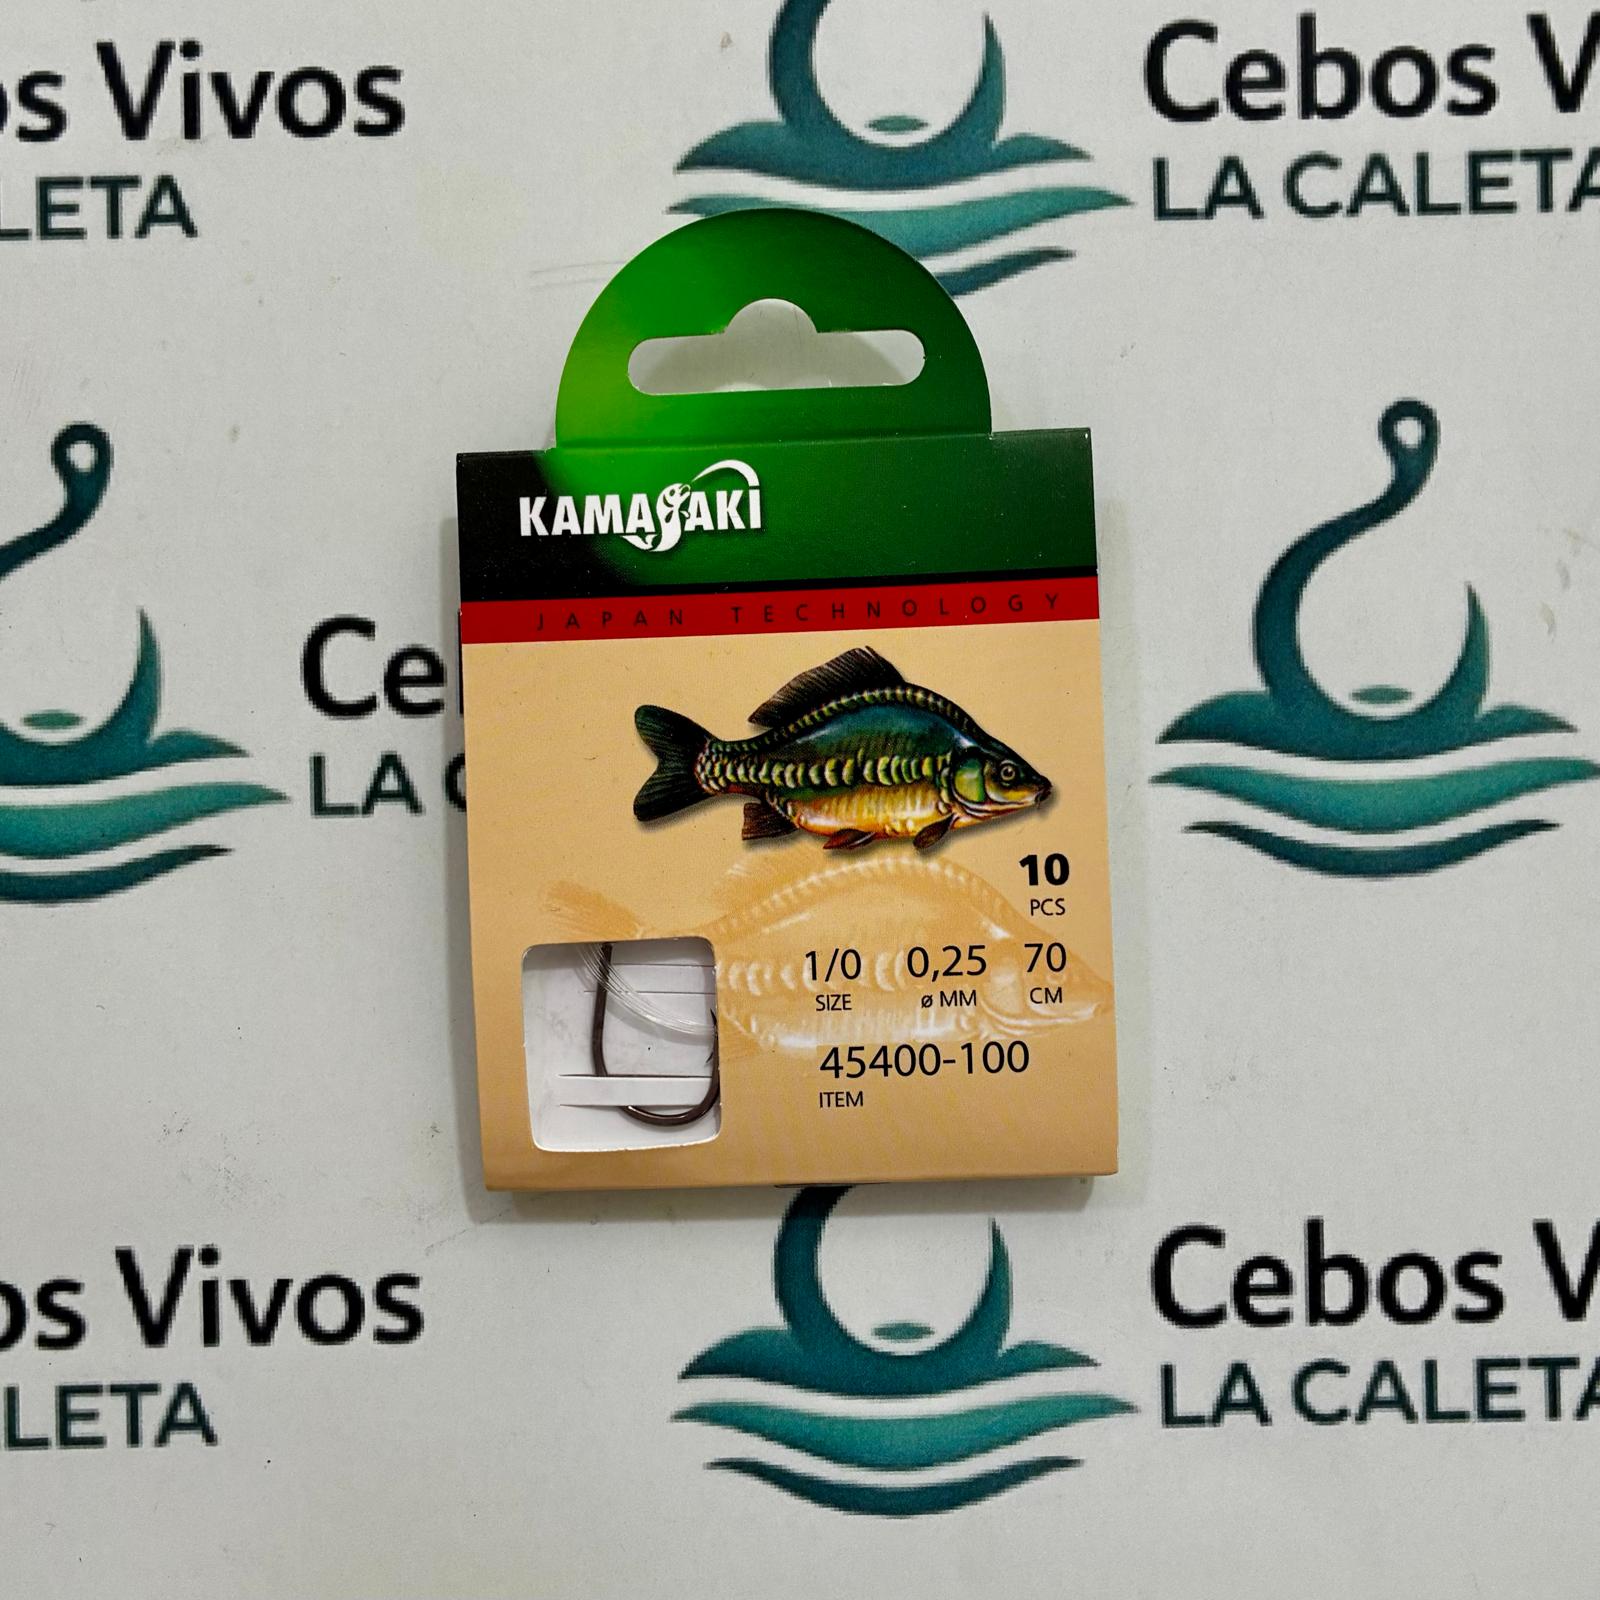 os Vivos
LETA
Cebos V
LA CALETA
Ce
LA C
KAMASAKI
JAPAN TECHNOLOGY
10
PCS
1/0 0,25 70
SIZE ø MM CM
45400-100
ITEM
os Vivos
LETA
Cebos V
LA CALETA